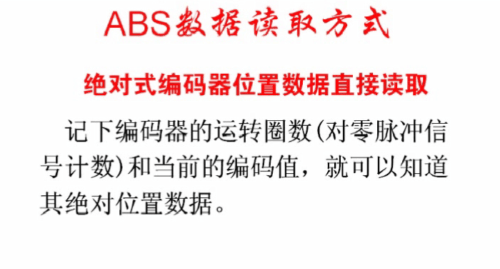 ABS数据读取方式
绝对式编码器位置数据直接读取
记下编码器的运转圈数(对零脉冲信
号计数)和当前的编码值，就可以知道
其绝对位置数据。